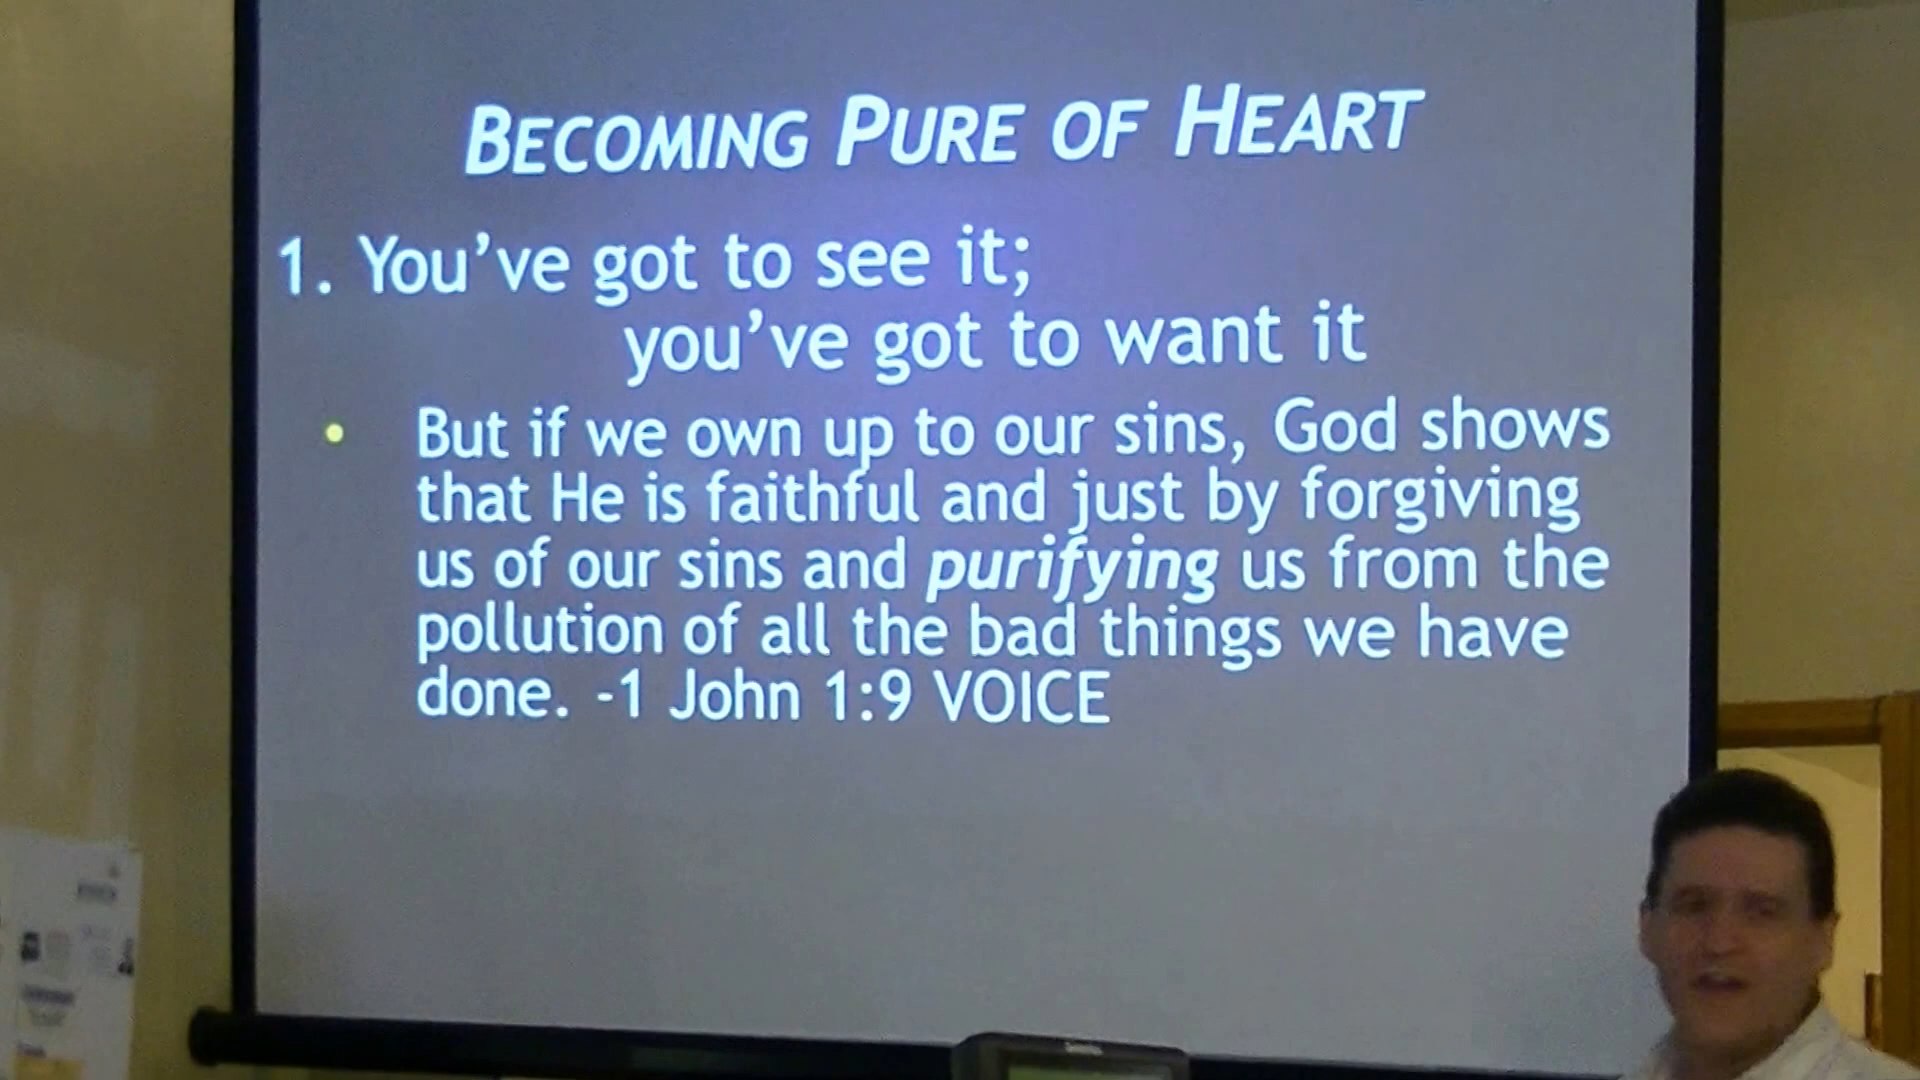 BECOMING PURE OF HEART
1. You've got to see it;
you've got to want it
• But if we own up to our sins, God shows
that He is faithful and just by forgiving
us of our sins and purifying us from the
pollution of all the bad things we have
done. -1 John 1:9 VOICE